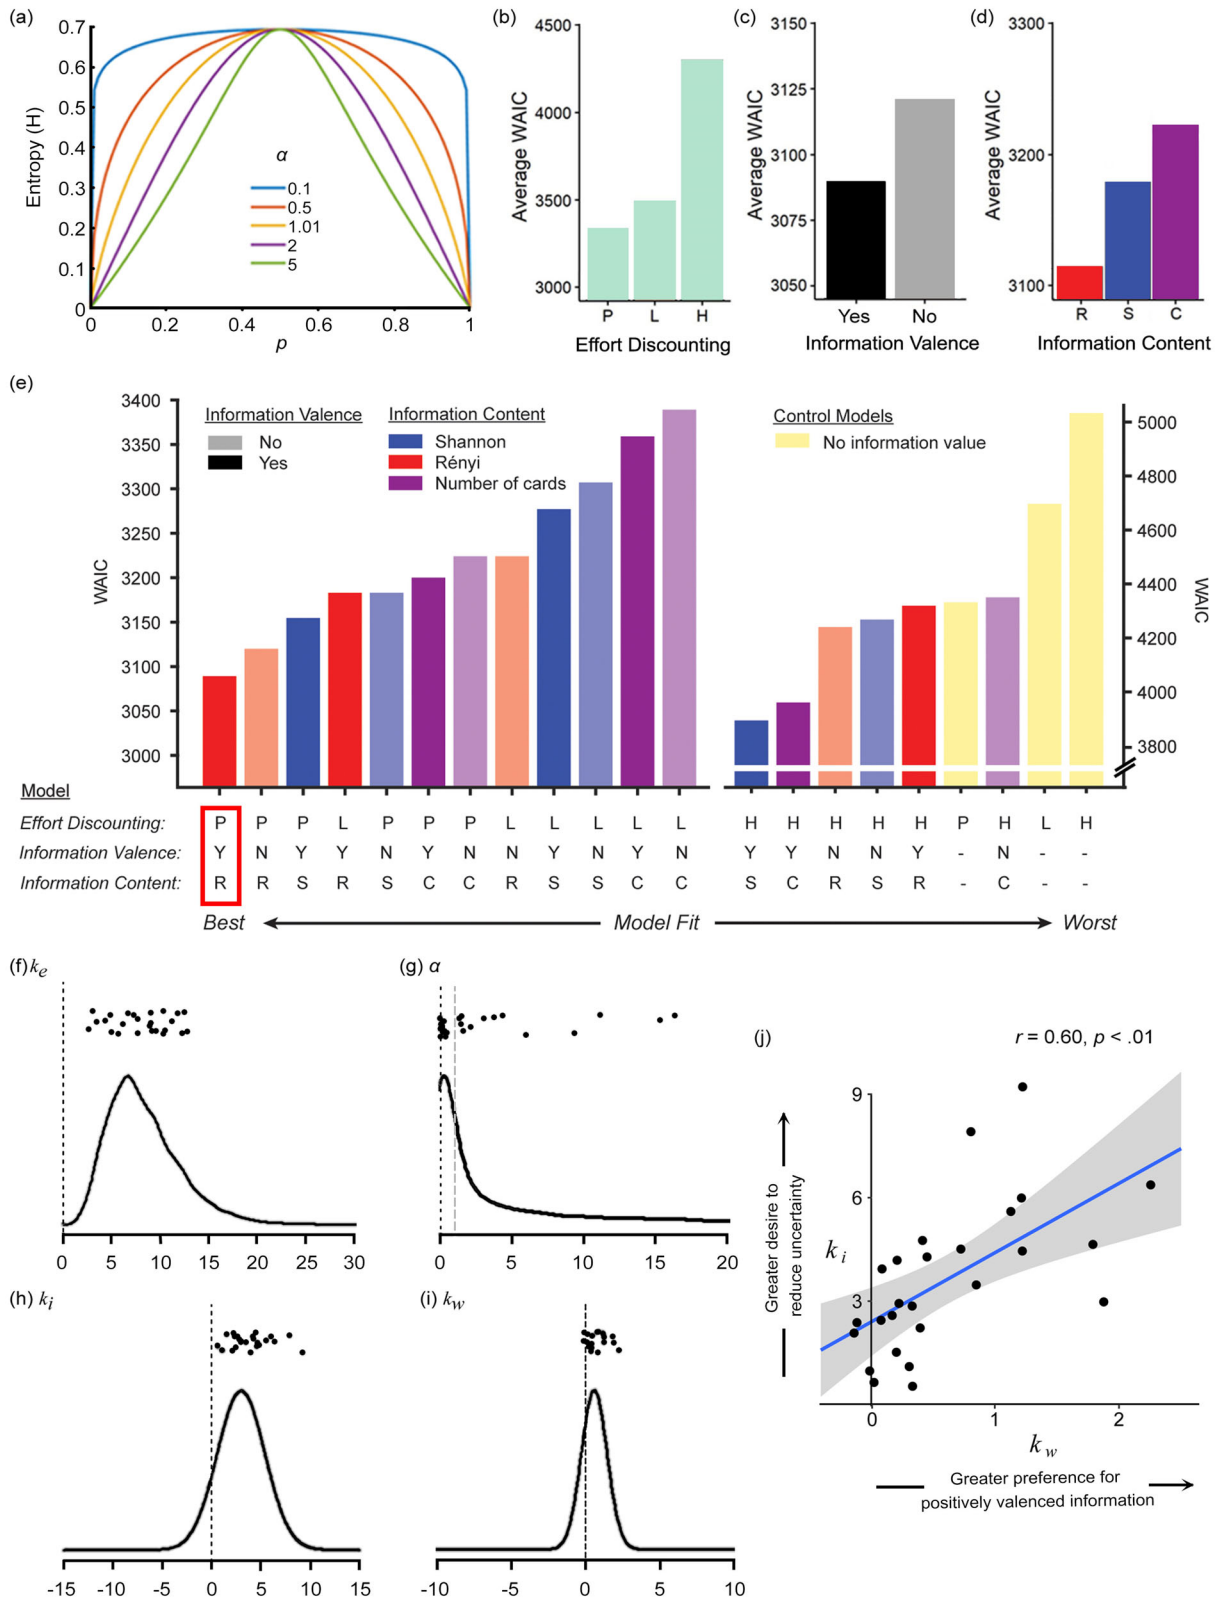 (a)
0.7
0.6
0.5
0.4
0.3
0.2
0.1
0
Entropy (H)
α
0.1
0.5
1.01
2
5
0 0.2 0.4 0.6 0.8 1
p
(b)
4500
4000
3500
3000
Average WAIC
P L H
Effort Discounting
(c)
3150
3125
3100
3075
3050
Average WAIC
Yes No
Information Valence
(d)
3300
3200
3100
Average WAIC
R S C
Information Content
(e)
3400
3350
3300
3250
3200
3150
3100
3050
3000
WAIC
Information Valence
No
Yes
Information Content
Shannon
Rényi
Number of cards
Control Models
No information value
5000
4800
4600
4400
4200
4000
3800
WAIC
Model
Effort Discounting: P P P L P P P L L L L L H H H H H P H L H
Information Valence: Y N Y Y N Y N N Y N Y N Y Y N N Y - N - -
Information Content: R R S R S C C R S S C C S C R S R - C - -
Best Model Fit Worst
(f) kₑ
0 5 10 15 20 25 30
(g) α
0 5 10 15 20
(h) kᵢ
-15 -10 -5 0 5 10 15
(i) k_w
-10 -5 0 5 10
(j)
r = 0.60, p < .01
9
6
3
Greater desire to
reduce uncertainty
kᵢ
0 1 2
k_w
Greater preference for
positively valenced information